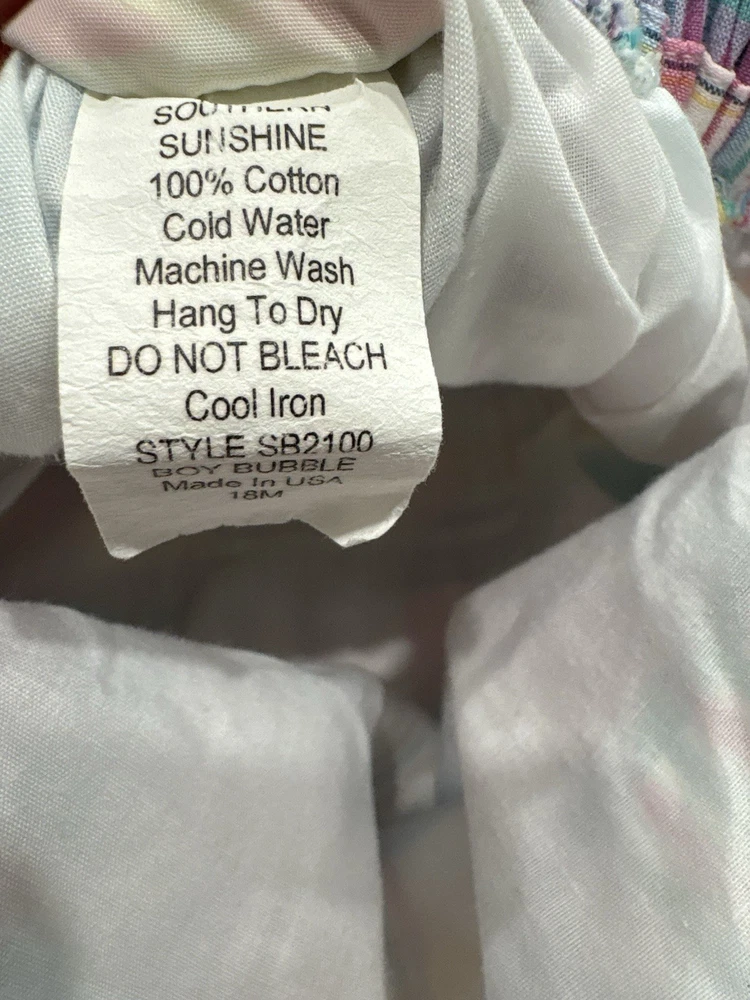 SOUTHERN
SUNSHINE
100% Cotton
Cold Water
Machine Wash
Hang To Dry
DO NOT BLEACH
Cool Iron
STYLE SB2100
BOY BUBBLE
Made In USA
18M